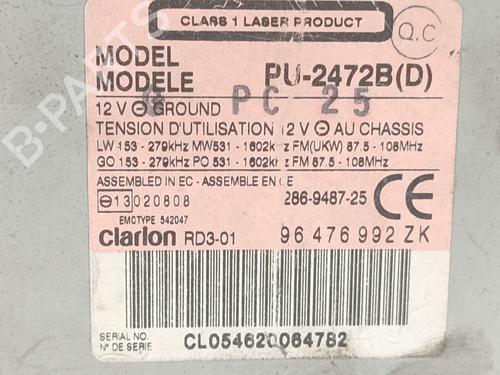 CLASS 1 LASER PRODUCT
Q.C
MODEL
MODELE PU-2472B(D)
PC 25
12 V ⊖ GROUND
TENSION D'UTILISATION 12 V ⊖ AU CHASSIS
LW 153 - 279kHz MW531 - 1602kHz FM(UKW) 87.5 - 108MHz
GO 153 - 279kHz PO 531 - 1602kHz FM 87.5 - 108MHz
ASSEMBLED IN EC - ASSEMBLE EN CE
13020808 286-9487-25 CE
EMCTYPE 542047
clarion RD3-01 96 476 992 ZK
SERIAL NO.
N° DE SERIE CL054620064782
B-PARTS